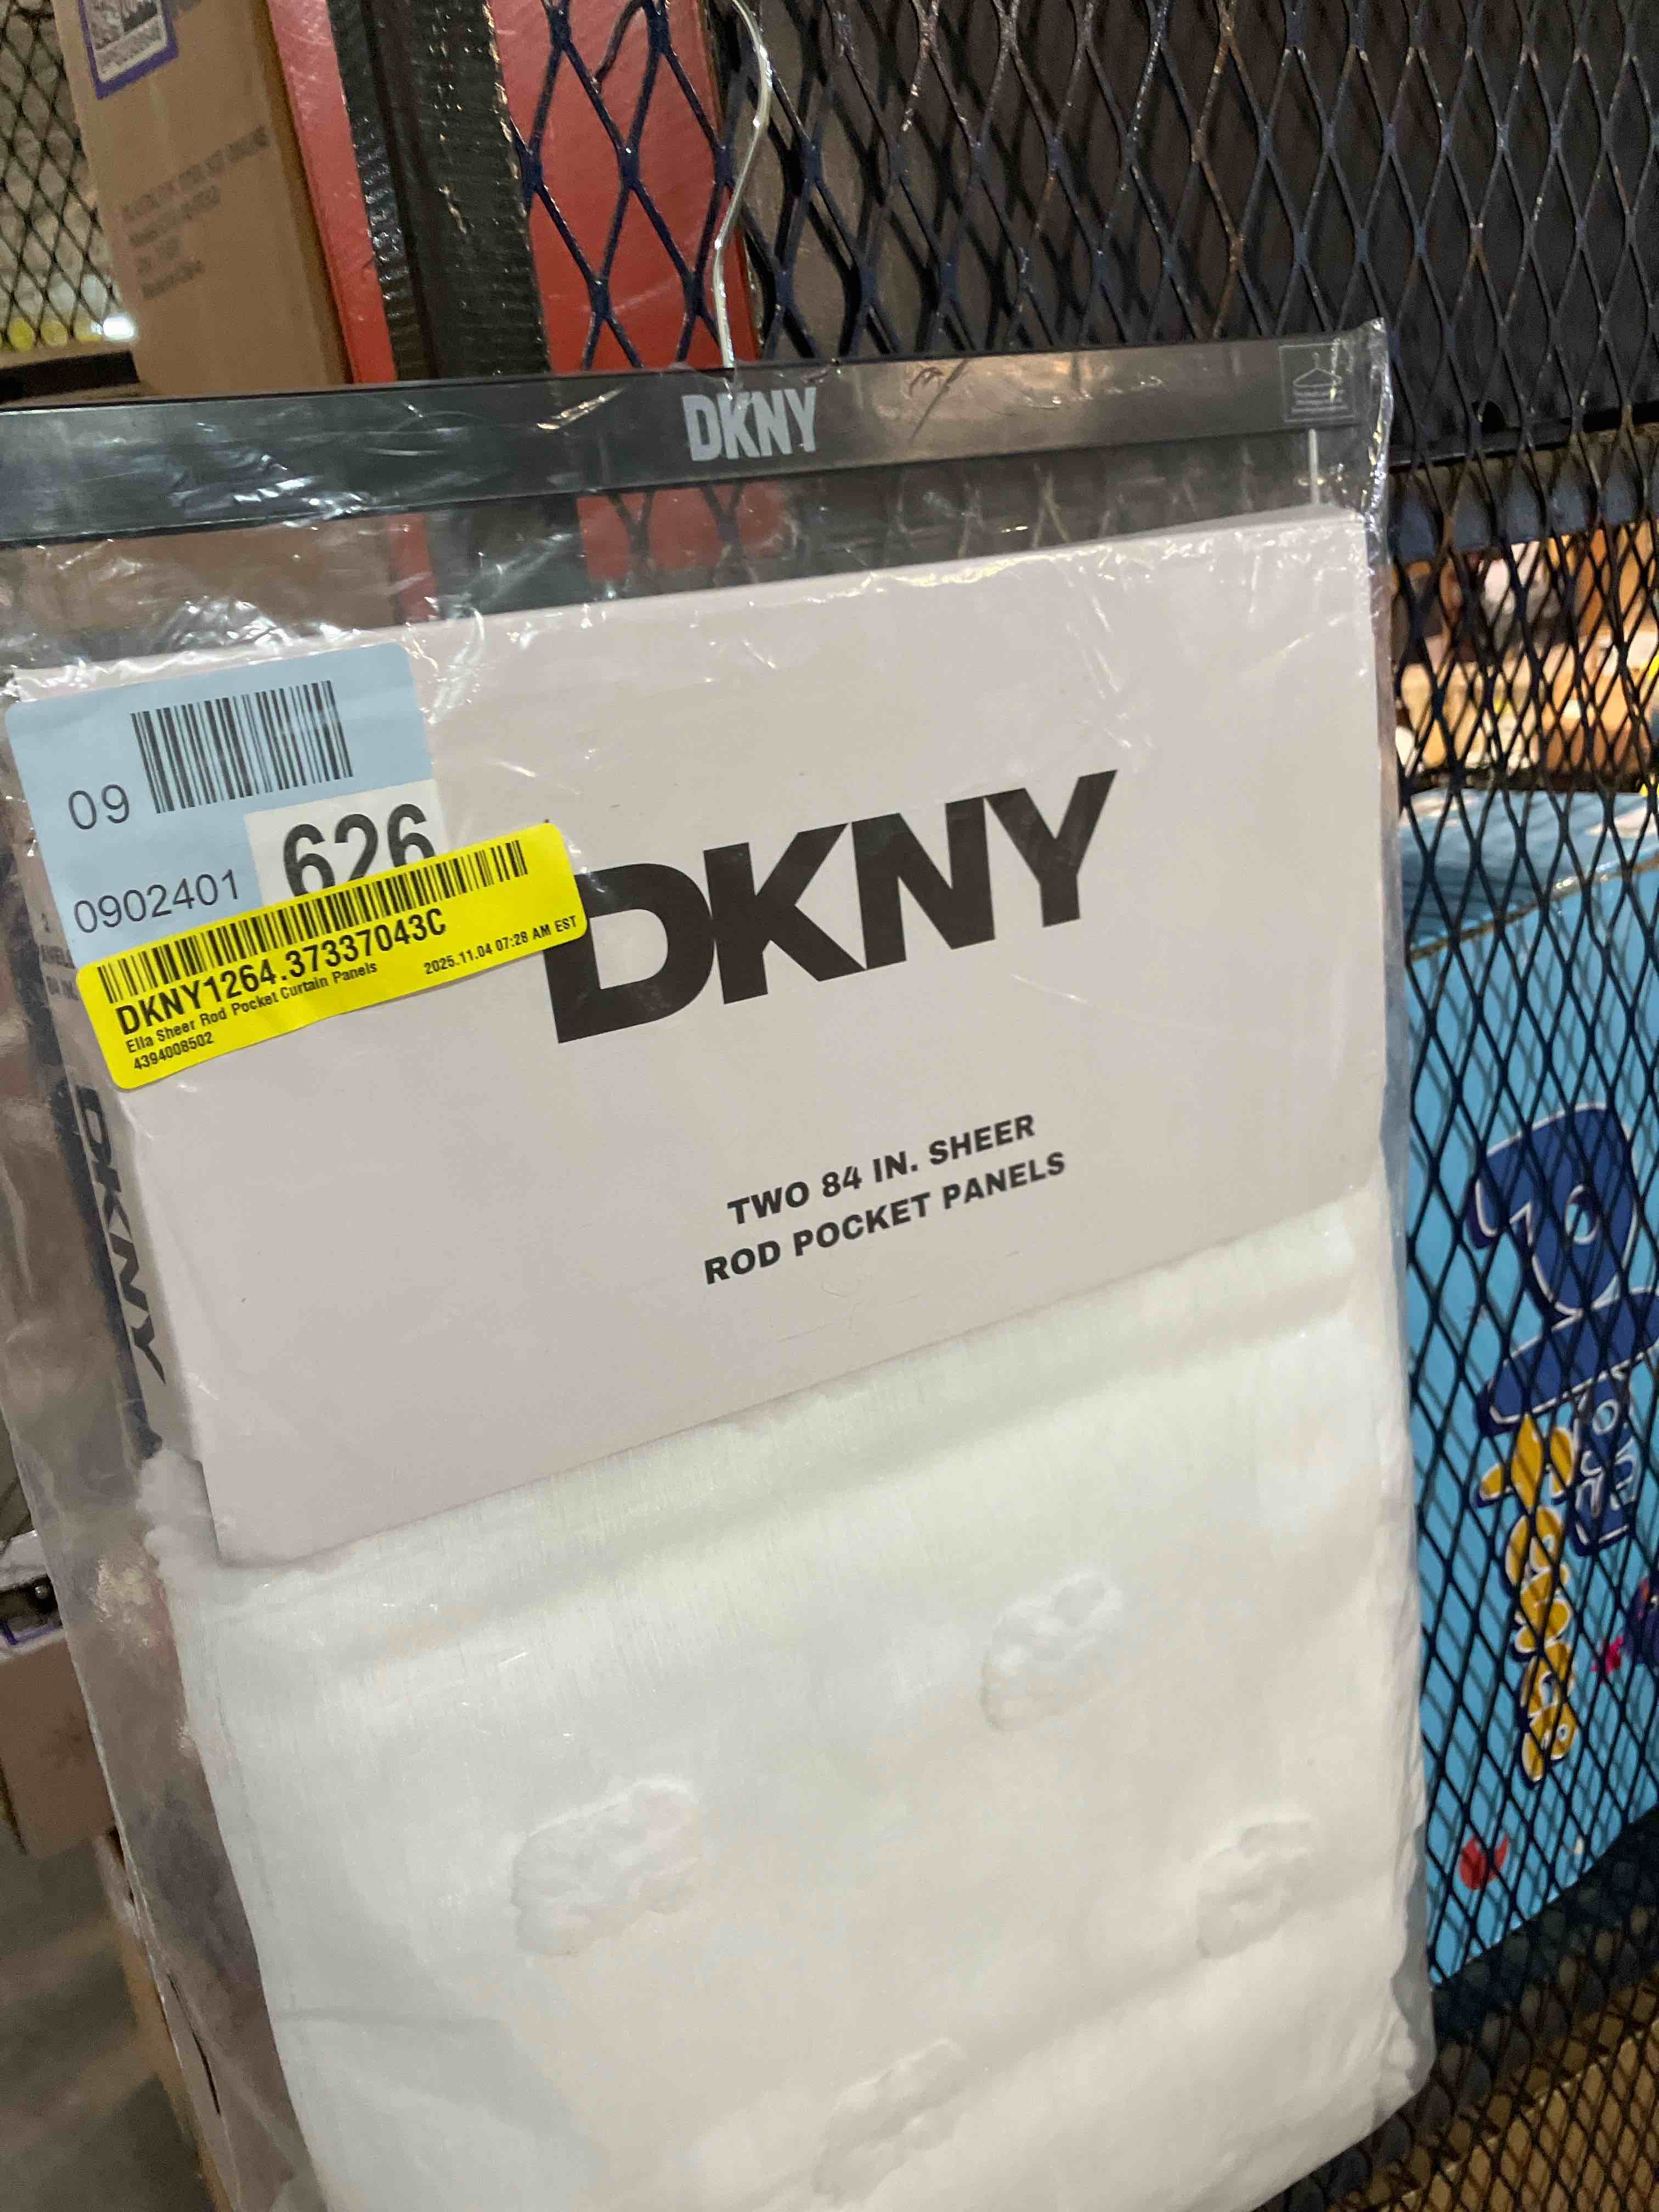 DKNY
09
626
0902401
DKNY1264.37337043C
Ella Sheer Rod Pocket Curtain Panels
2025.11.04 07:28 AM EST
4394008502
DKNY
TWO 84 IN. SHEER
ROD POCKET PANELS
DKNY